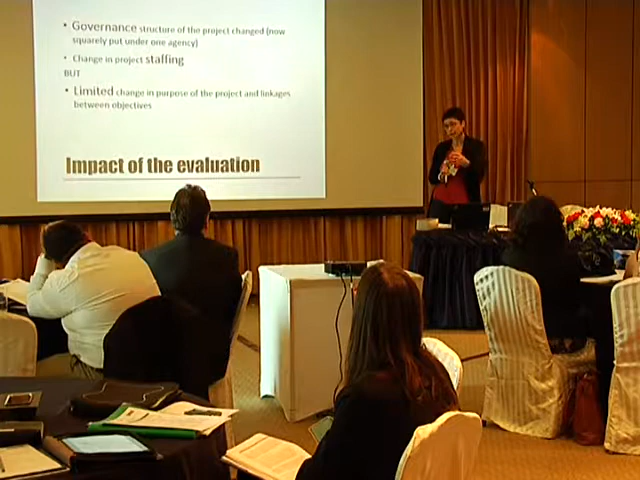 • Governance structure of the project changed (now
squarely put under one agency)
• Change in project staffing
BUT
• Limited change in purpose of the project and linkages
between objectives
Impact of the evaluation